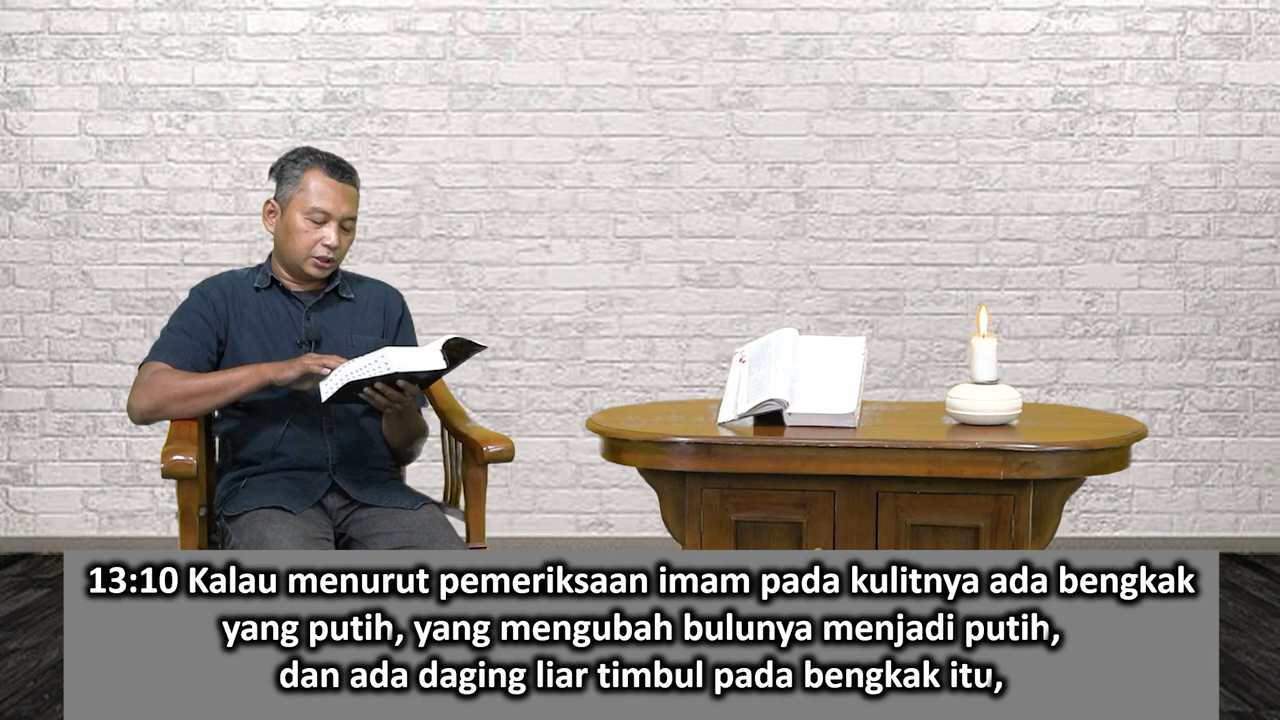 13:10 Kalau menurut pemeriksaan imam pada kulitnya ada bengkak
yang putih, yang mengubah bulunya menjadi putih,
dan ada daging liar timbul pada bengkak itu,